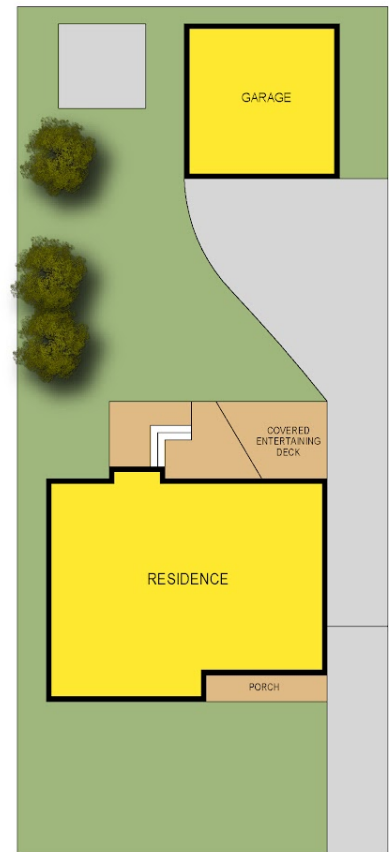 GARAGE
COVERED
ENTERTAINING
DECK
RESIDENCE
PORCH